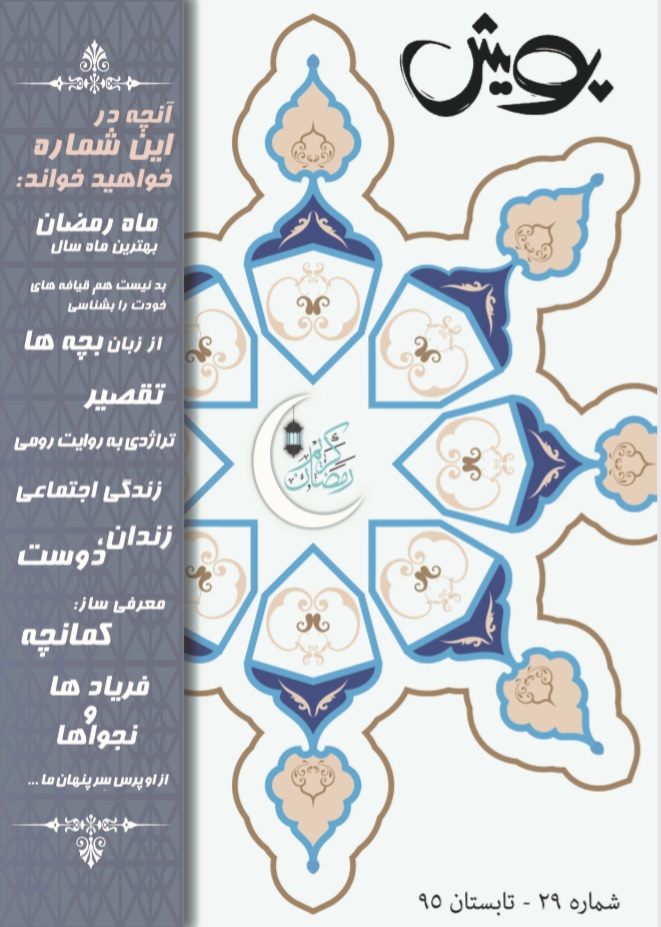 پویش
آنچه در
این شماره
خواهید خواند:
ماه رمضان
بهترین ماه سال
بد نیست هم قیافه های
خودت را بشناسی
از زبان بچه ها
تقصیر
تراژدی به روایت رومی
زندگی اجتماعی
زندان،
دوست
معرفی ساز:
کمانچه
فریاد ها
و
نجواها
از او پرس سرِ پنهان ما ...
رمضان
کریم
شماره ۲۹ - تابستان ۹۵